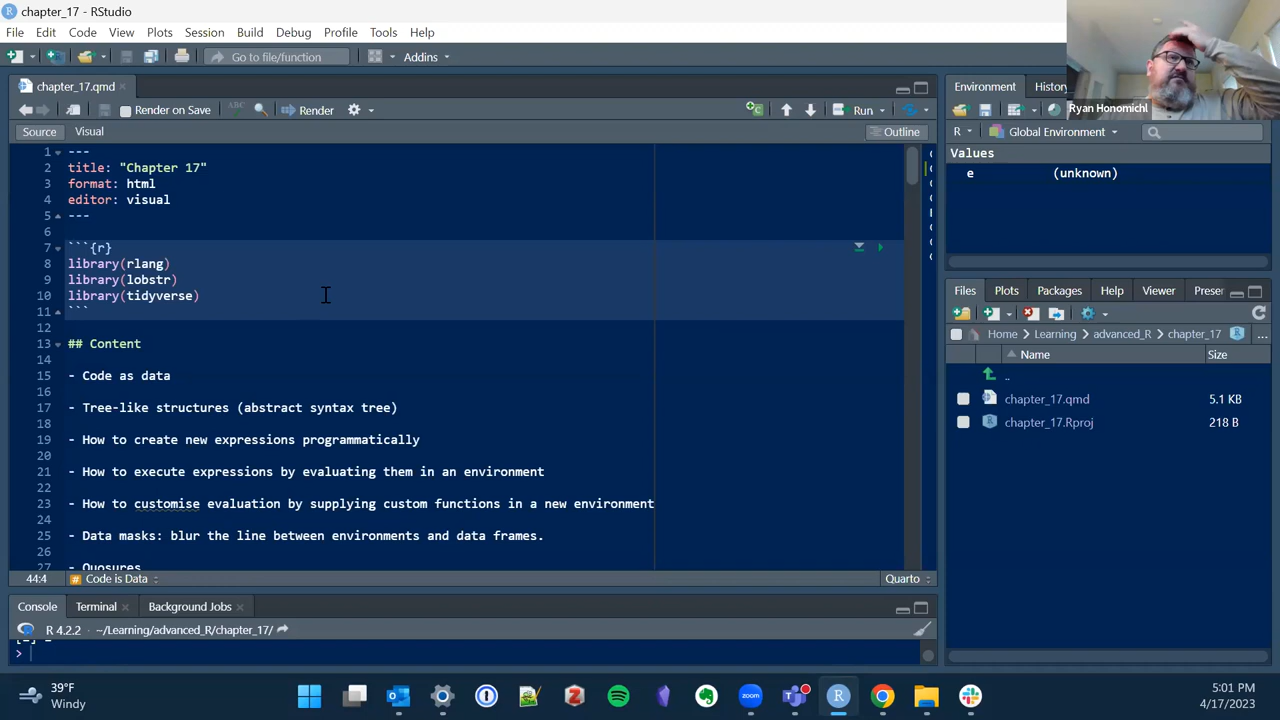 chapter_17 - RStudio
File Edit Code View Plots Session Build Debug Profile Tools Help
Go to file/function
Addins
chapter_17.qmd
Render on Save
ABC
Render
Run
Source Visual
Outline
1 ---
2 title: "Chapter 17"
3 format: html
4 editor: visual
5 ---
6
7 ```{r}
8 library(rlang)
9 library(lobstr)
10 library(tidyverse)
11 ```
12
13 ## Content
14
15 - Code as data
16
17 - Tree-like structures (abstract syntax tree)
18
19 - How to create new expressions programmatically
20
21 - How to execute expressions by evaluating them in an environment
22
23 - How to customise evaluation by supplying custom functions in a new environment
24
25 - Data masks: blur the line between environments and data frames.
26
27 - Quosures
44:4 # Code is Data
Quarto
Console Terminal Background Jobs
R 4.2.2 · ~/Learning/advanced_R/chapter_17/
>
Ryan Honomichl
Environment History
R Global Environment
Values
e (unknown)
Files Plots Packages Help Viewer Preser
Home Learning advanced_R chapter_17
...
Name Size
..
chapter_17.qmd 5.1 KB
chapter_17.Rproj 218 B
39°F
Windy
zoom
5:01 PM
4/17/2023